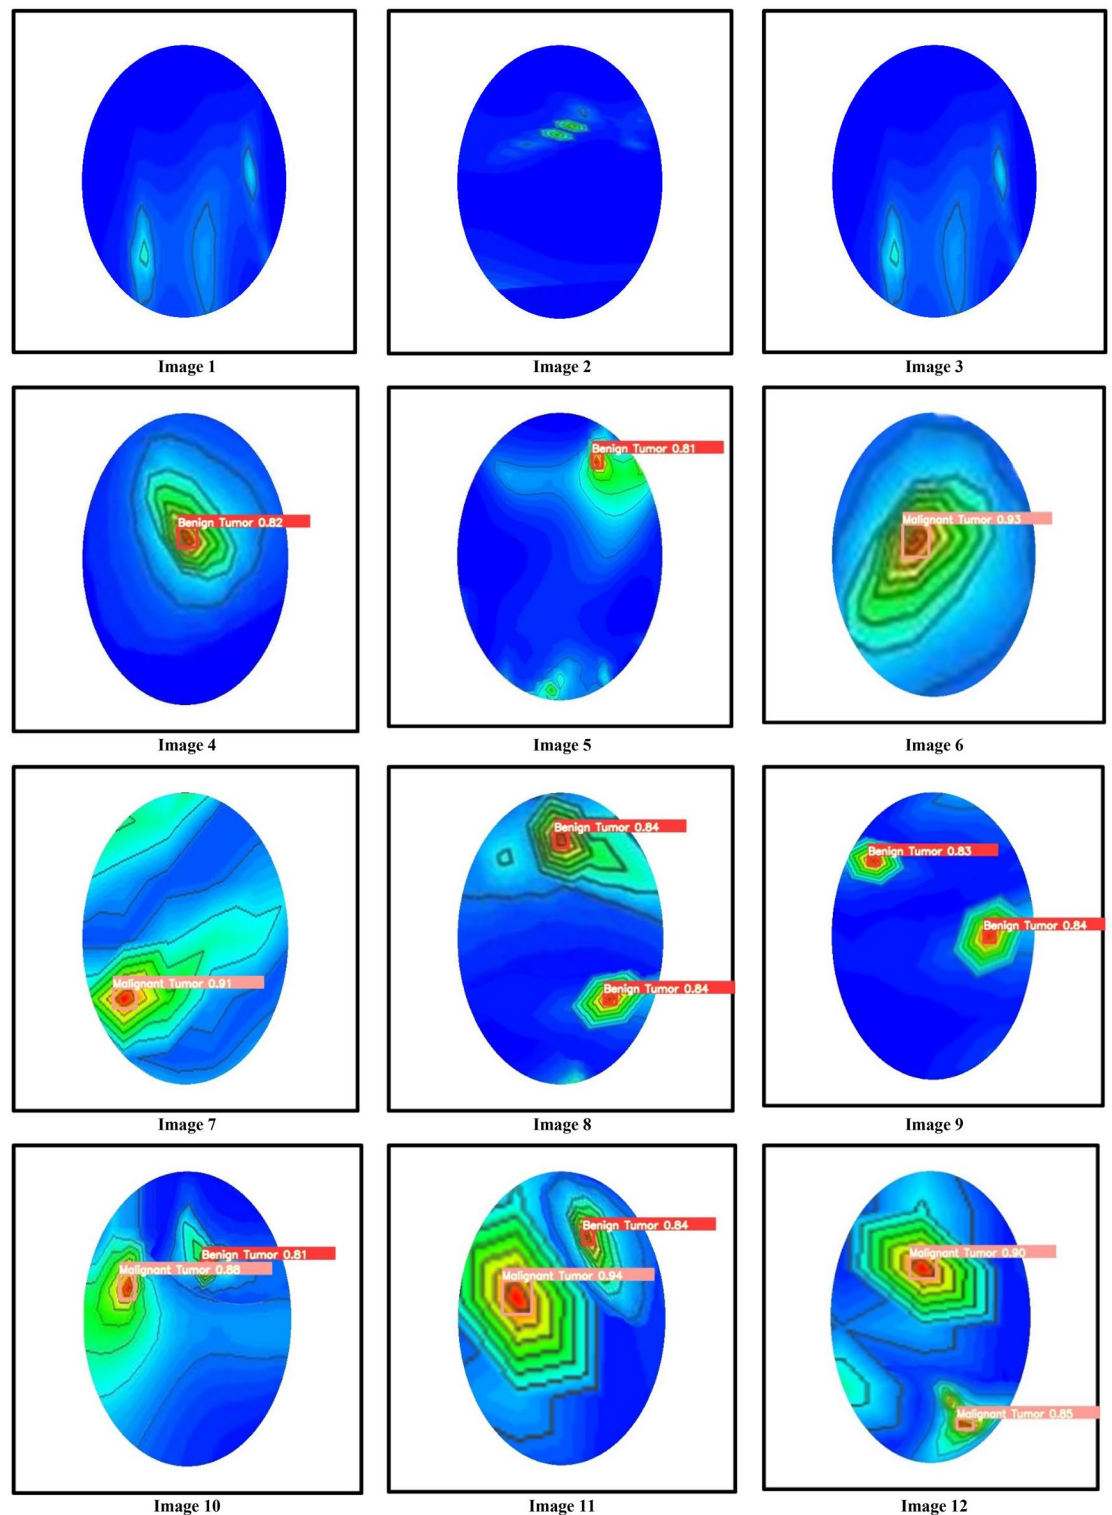 Image 1
Image 2
Image 3
Benign Tumor 0.82
Benign Tumor 0.81
Malignant Tumor 0.93
Image 4
Image 5
Image 6
Malignant Tumor 0.91
Benign Tumor 0.84
Benign Tumor 0.84
Benign Tumor 0.83
Benign Tumor 0.84
Image 7
Image 8
Image 9
Benign Tumor 0.81
Malignant Tumor 0.88
Benign Tumor 0.84
Malignant Tumor 0.94
Malignant Tumor 0.90
Malignant Tumor 0.85
Image 10
Image 11
Image 12